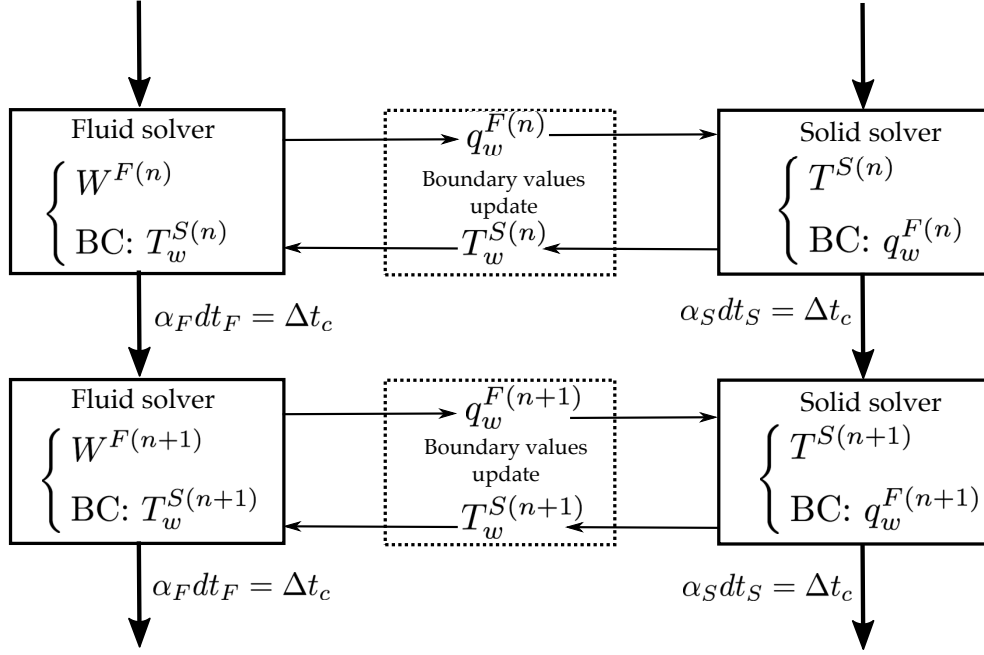 Fluid solver
W^{F(n)}
BC: T_w^{S(n)}
q_w^{F(n)}
Boundary values
update
T_w^{S(n)}
Solid solver
T^{S(n)}
BC: q_w^{F(n)}
α_F dt_F = Δt_c
α_S dt_S = Δt_c
Fluid solver
W^{F(n+1)}
BC: T_w^{S(n+1)}
q_w^{F(n+1)}
Boundary values
update
T_w^{S(n+1)}
Solid solver
T^{S(n+1)}
BC: q_w^{F(n+1)}
α_F dt_F = Δt_c
α_S dt_S = Δt_c